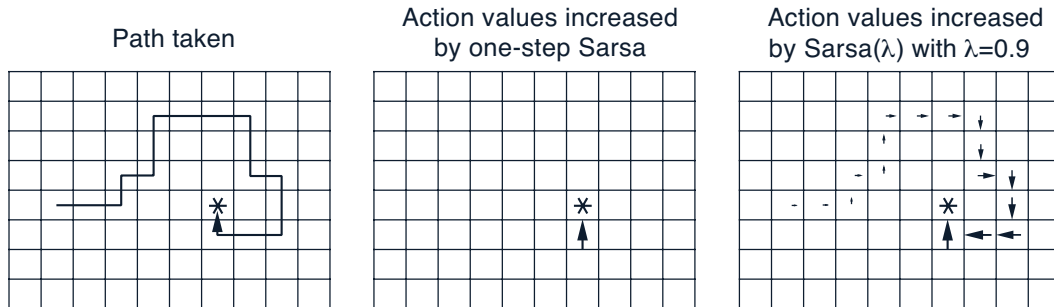 Path taken
Action values increased
by one-step Sarsa
Action values increased
by Sarsa(λ) with λ=0.9